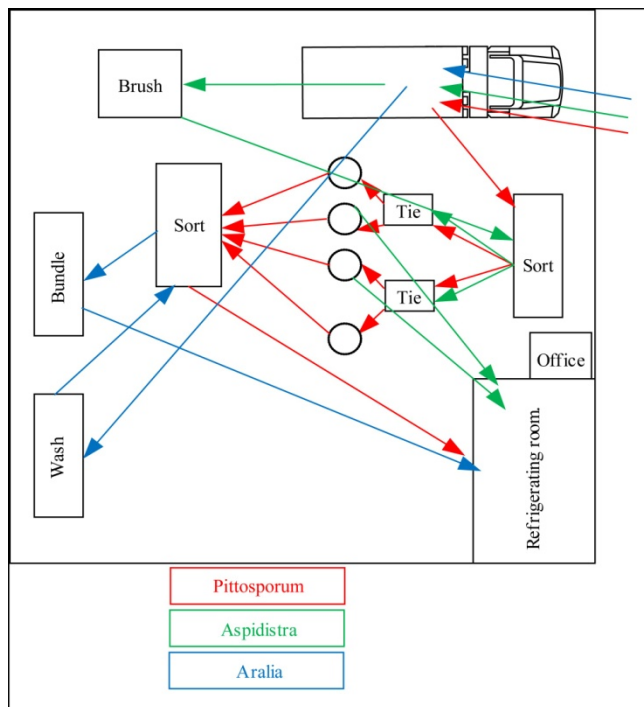 Brush
Sort
Tie
Bundle
Tie
Sort
Office
Wash
Refrigerating room.
Pittosporum
Aspidistra
Aralia